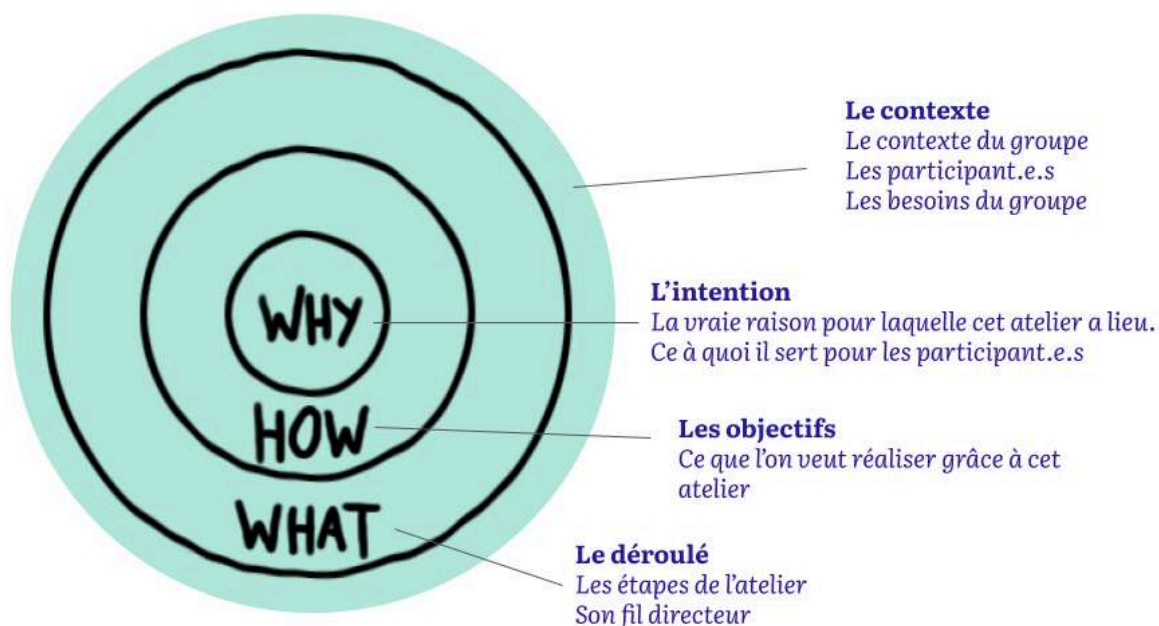 Le contexte
Le contexte du groupe
Les participant.e.s
Les besoins du groupe
WHY
L'intention
La vraie raison pour laquelle cet atelier a lieu.
Ce à quoi il sert pour les participant.e.s
HOW
Les objectifs
Ce que l'on veut réaliser grâce à cet
atelier
WHAT
Le déroulé
Les étapes de l'atelier
Son fil directeur